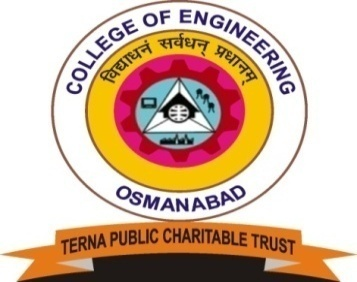 COLLEGE OF ENGINEERING
विद्याधनं सर्वधन् प्रधानम्
OSMANABAD
TERNA PUBLIC CHARITABLE TRUST